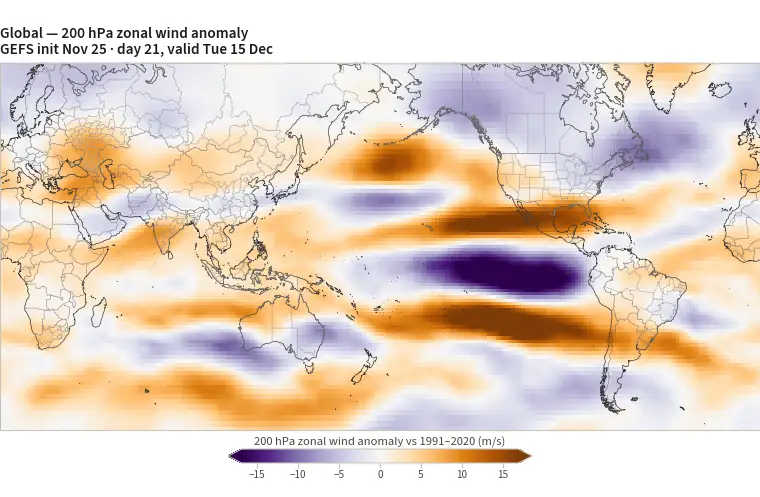 Global — 200 hPa zonal wind anomaly
GEFS init Nov 25 · day 21, valid Tue 15 Dec
200 hPa zonal wind anomaly vs 1991–2020 (m/s)
−15 −10 −5 0 5 10 15